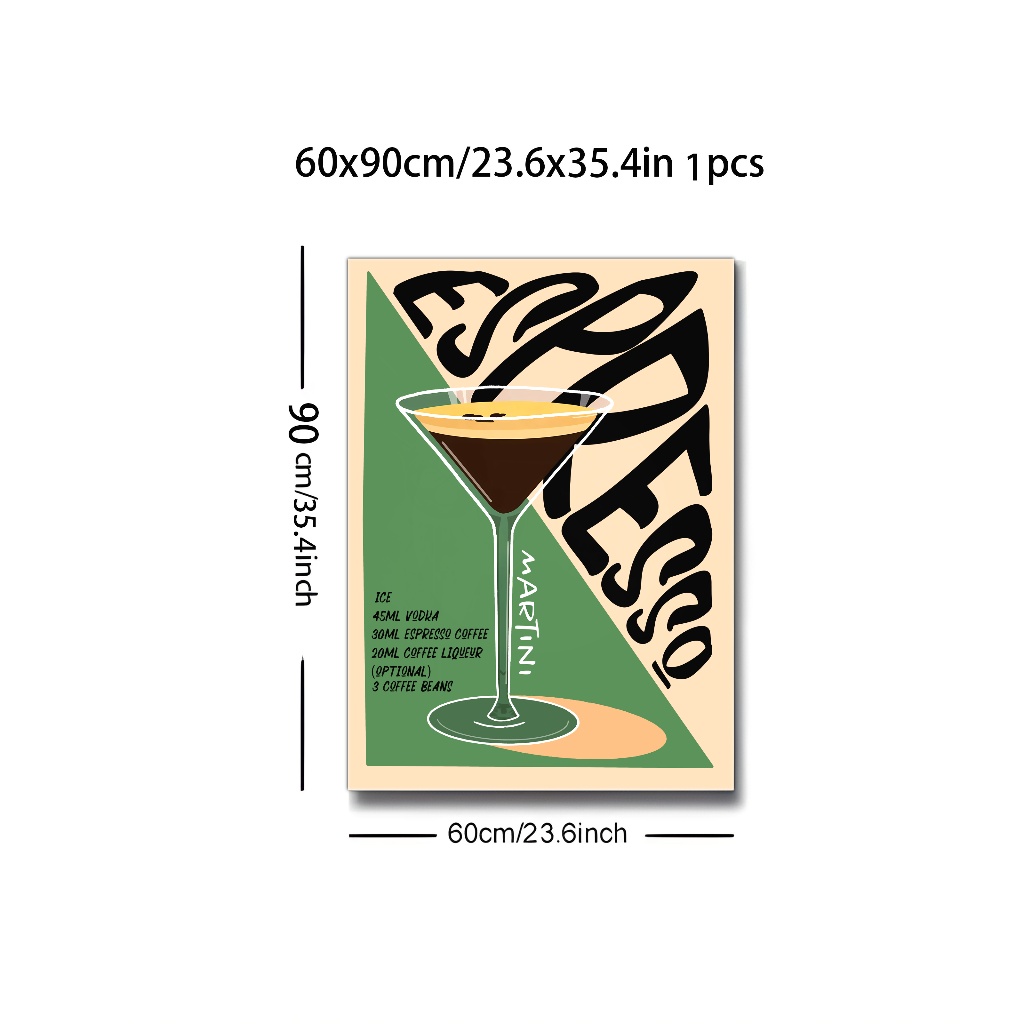 60x90cm/23.6x35.4in 1pcs
90 cm/35.4inch
ESPRESSO
MARTINI
ICE
45ML VODKA
30ML ESPRESSO COFFEE
20ML COFFEE LIQUEUR
(OPTIONAL)
3 COFFEE BEANS
60cm/23.6inch